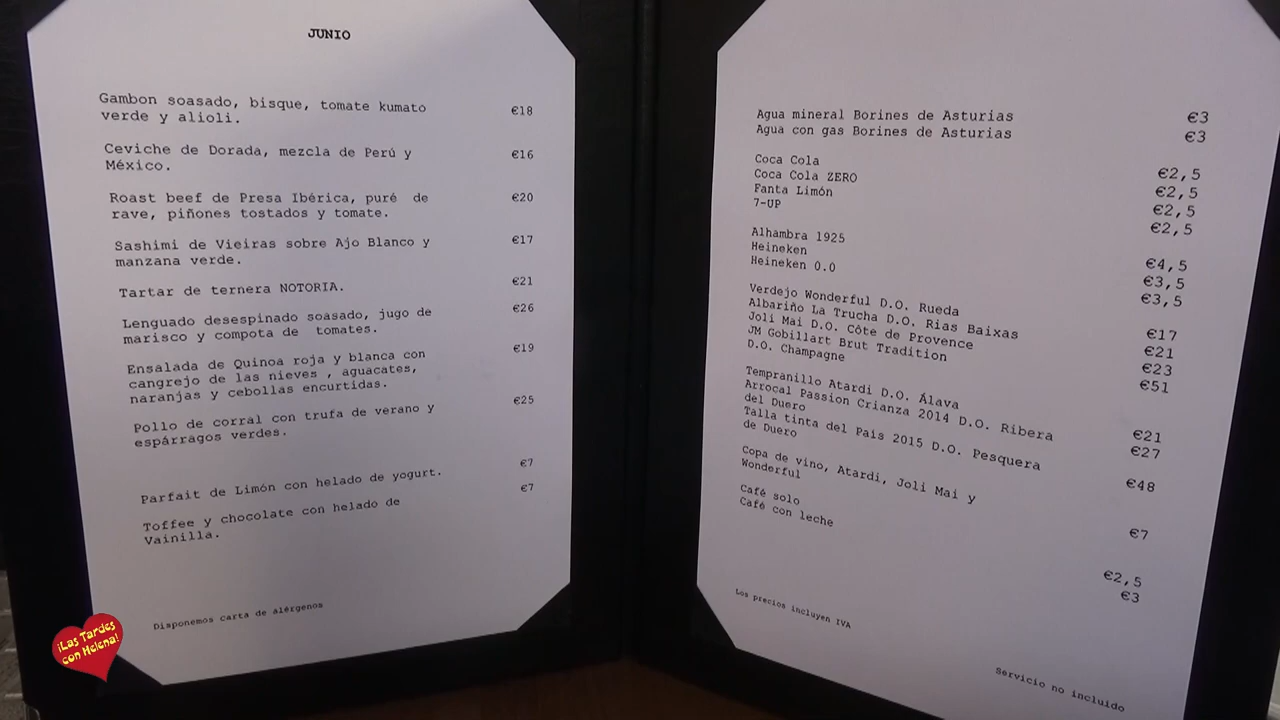 JUNIO
Gambon soasado, bisque, tomate kumato
verde y alioli.
€18
Ceviche de Dorada, mezcla de Perú y
México.
€16
Roast beef de Presa Ibérica, puré de
rave, piñones tostados y tomate.
€20
Sashimi de Vieiras sobre Ajo Blanco y
manzana verde.
€17
Tartar de ternera NOTORIA.
€21
Lenguado desespinado soasado, jugo de
marisco y compota de tomates.
€26
Ensalada de Quinoa roja y blanca con
cangrejo de las nieves , aguacates,
naranjas y cebollas encurtidas.
€19
Pollo de corral con trufa de verano y
espárragos verdes.
€25
Parfait de Limón con helado de yogurt.
€7
Toffee y chocolate con helado de
Vainilla.
€7
Disponemos carta de alérgenos
¡Las Tardes
con Helena!
Agua mineral Borines de Asturias €3
Agua con gas Borines de Asturias €3
Coca Cola €2,5
Coca Cola ZERO €2,5
Fanta Limón €2,5
7-UP €2,5
Alhambra 1925 €4,5
Heineken €3,5
Heineken 0.0 €3,5
Verdejo Wonderful D.O. Rueda €17
Albariño La Trucha D.O. Rias Baixas €21
Joli Mai D.O. Côte de Provence €23
JM Gobillart Brut Tradition €51
D.O. Champagne
Tempranillo Atardi D.O. Álava €21
Arrocal Passion Crianza 2014 D.O. Ribera €27
del Duero
Talla tinta del Pais 2015 D.O. Pesquera €48
de Duero
Copa de vino, Atardi, Joli Mai y
Wonderful €7
Café solo €2,5
Café con leche €3
Los precios incluyen IVA
Servicio no incluido